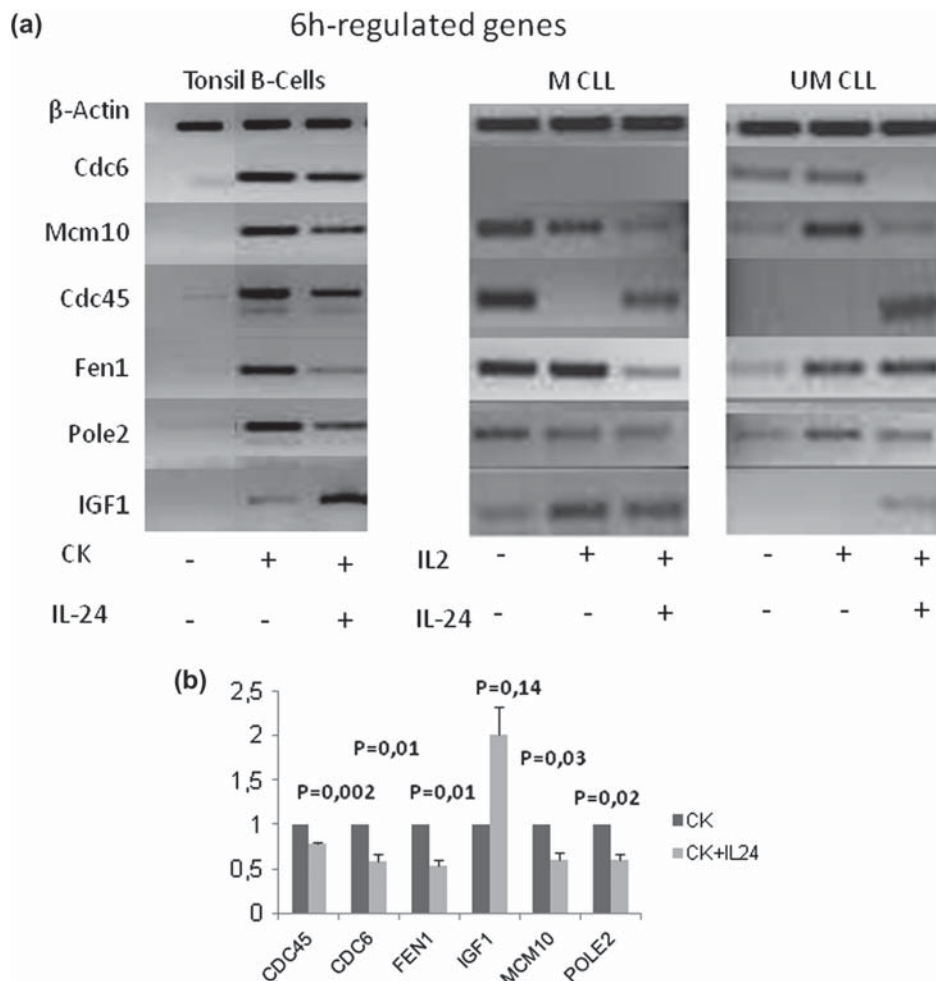 (a) 6h-regulated genes
Tonsil B-Cells M CLL UM CLL
β-Actin
Cdc6
Mcm10
Cdc45
Fen1
Pole2
IGF1
CK - + + IL2 - + + - + +
IL-24 - - + IL-24 - - + - - +
(b)
2,5
2
1,5
1
0,5
0
P=0,002
P=0,01
P=0,01
P=0,14
P=0,03
P=0,02
CK
CK+IL24
CDC45
CDC6
FEN1
IGF1
MCM10
POLE2